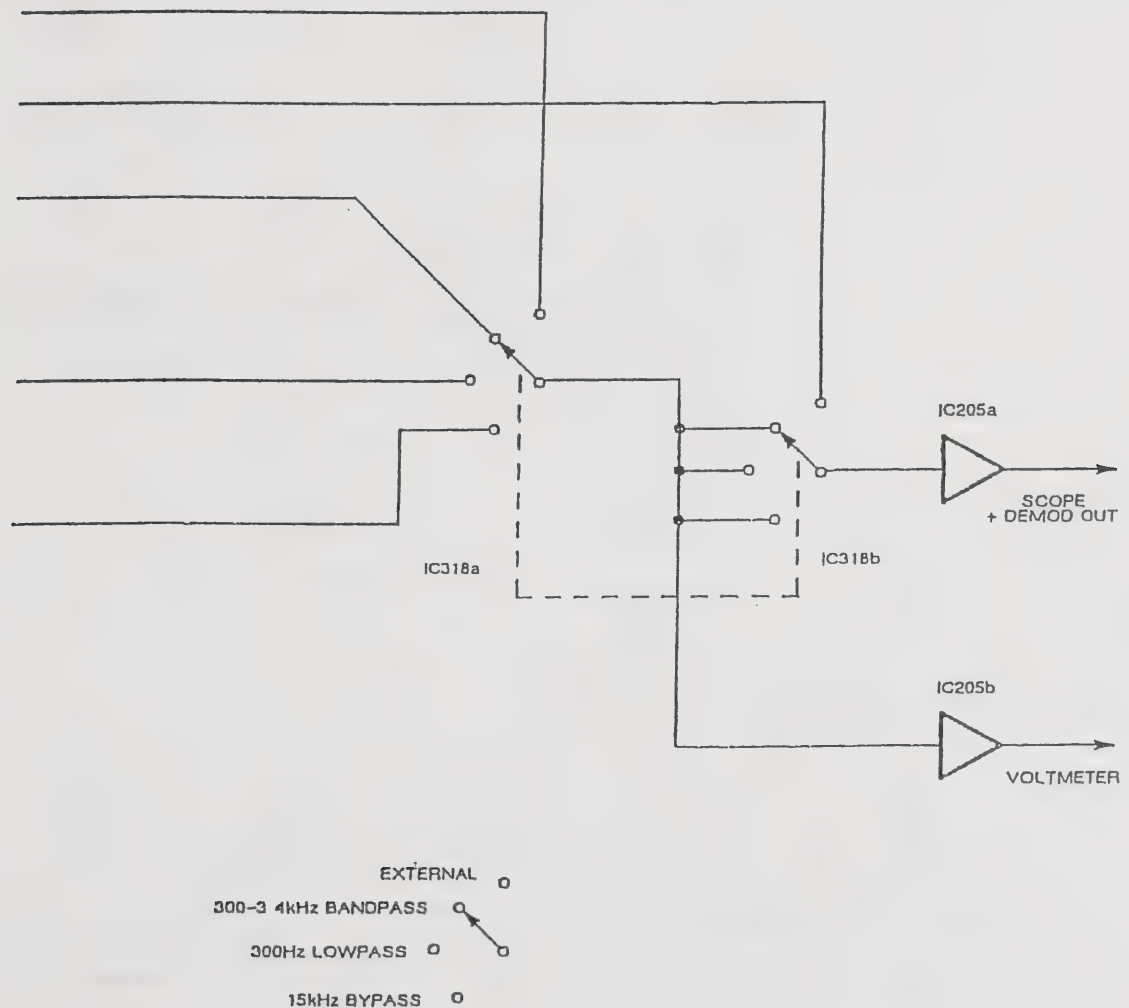 IC205a
SCOPE
+ DEMOD OUT
IC318a
IC318b
IC205b
VOLTMETER
EXTERNAL
300-3 4kHz BANDPASS
300Hz LOWPASS
15kHz BYPASS